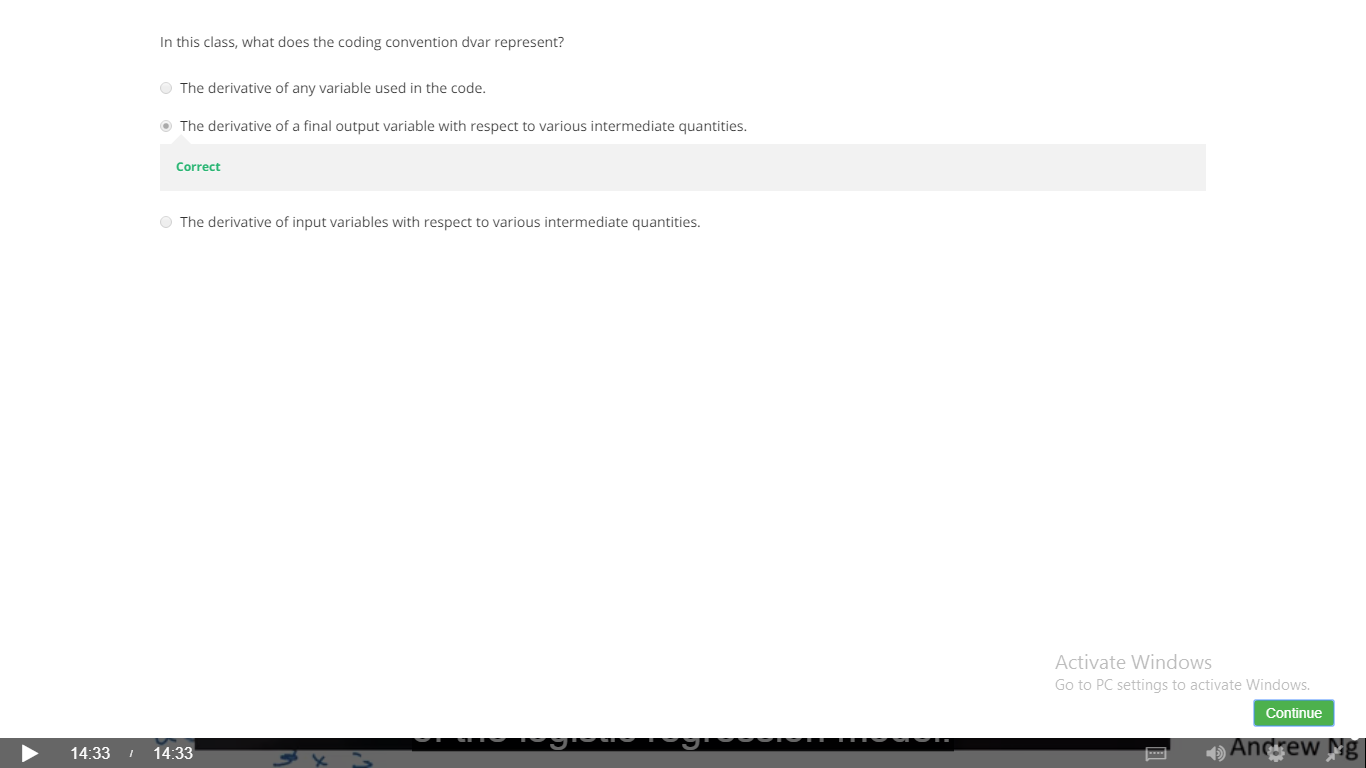 In this class, what does the coding convention dvar represent?
The derivative of any variable used in the code.
The derivative of a final output variable with respect to various intermediate quantities.
Correct
The derivative of input variables with respect to various intermediate quantities.
Activate Windows
Go to PC settings to activate Windows.
Continue
of the logistic regression model.
14:33 / 14:33
Andrew Ng